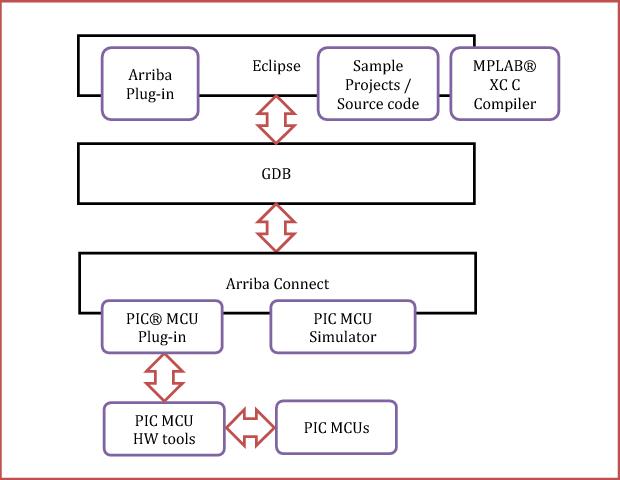 Arriba
Plug-in
Eclipse
Sample
Projects /
Source code
MPLAB®
XC C
Compiler
GDB
Arriba Connect
PIC® MCU
Plug-in
PIC MCU
Simulator
PIC MCU
HW tools
PIC MCUs